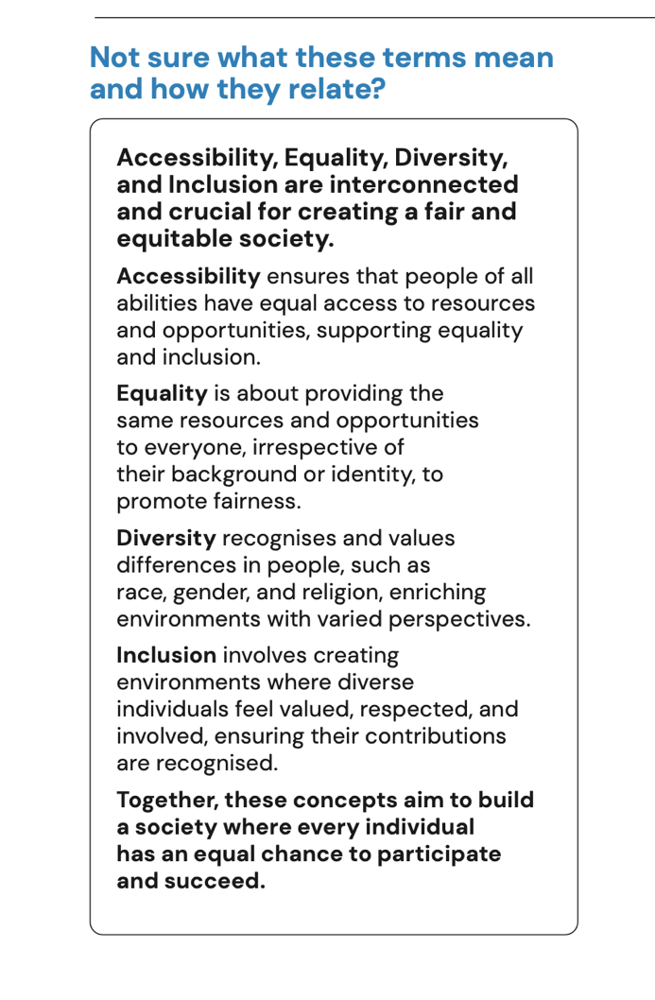 Not sure what these terms mean
and how they relate?
Accessibility, Equality, Diversity,
and Inclusion are interconnected
and crucial for creating a fair and
equitable society.
Accessibility ensures that people of all
abilities have equal access to resources
and opportunities, supporting equality
and inclusion.
Equality is about providing the
same resources and opportunities
to everyone, irrespective of
their background or identity, to
promote fairness.
Diversity recognises and values
differences in people, such as
race, gender, and religion, enriching
environments with varied perspectives.
Inclusion involves creating
environments where diverse
individuals feel valued, respected, and
involved, ensuring their contributions
are recognised.
Together, these concepts aim to build
a society where every individual
has an equal chance to participate
and succeed.